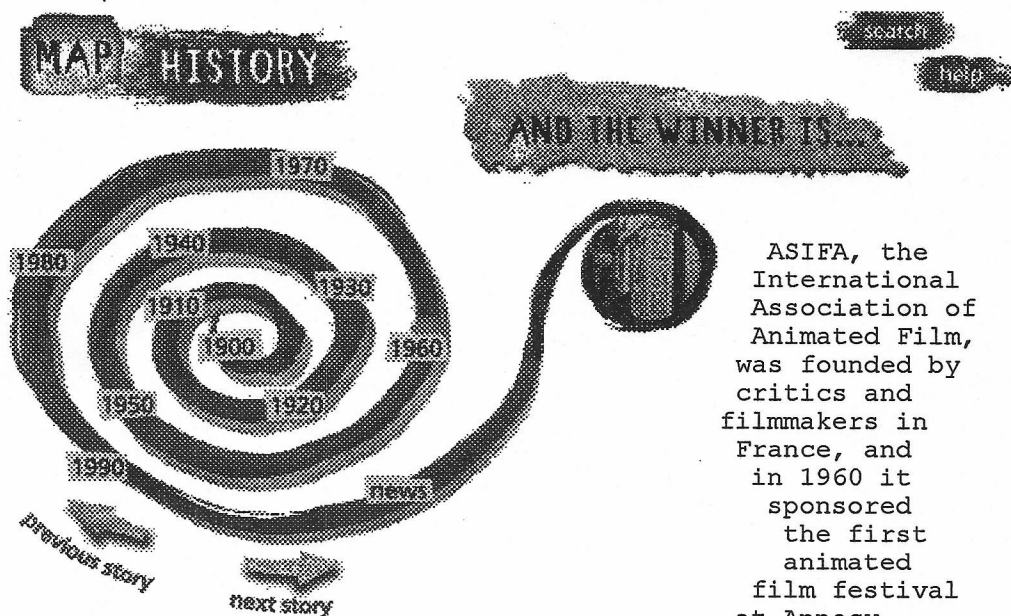 MAP HISTORY
search
help
AND THE WINNER IS...
1970
1940
1980
1930
1910
1900
1960
1950
1920
1990
news
previous story
next story
ASIFA, the
International
Association of
Animated Film,
was founded by
critics and
filmmakers in
France, and
in 1960 it
sponsored
the first
animated
film festival
at Annecy